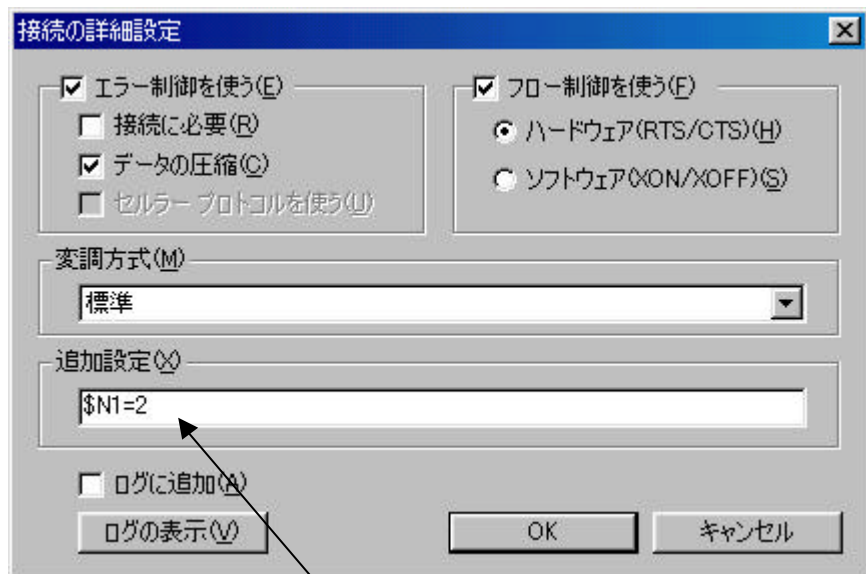 接続の詳細設定
エラー制御を使う(E)
接続に必要(R)
データの圧縮(C)
セルラー プロトコルを使う(U)
フロー制御を使う(F)
ハードウェア(RTS/CTS)(H)
ソフトウェア(XON/XOFF)(S)
変調方式(M)
標準
追加設定(X)
$N1=2
ログに追加(A)
ログの表示(V)
OK
キャンセル